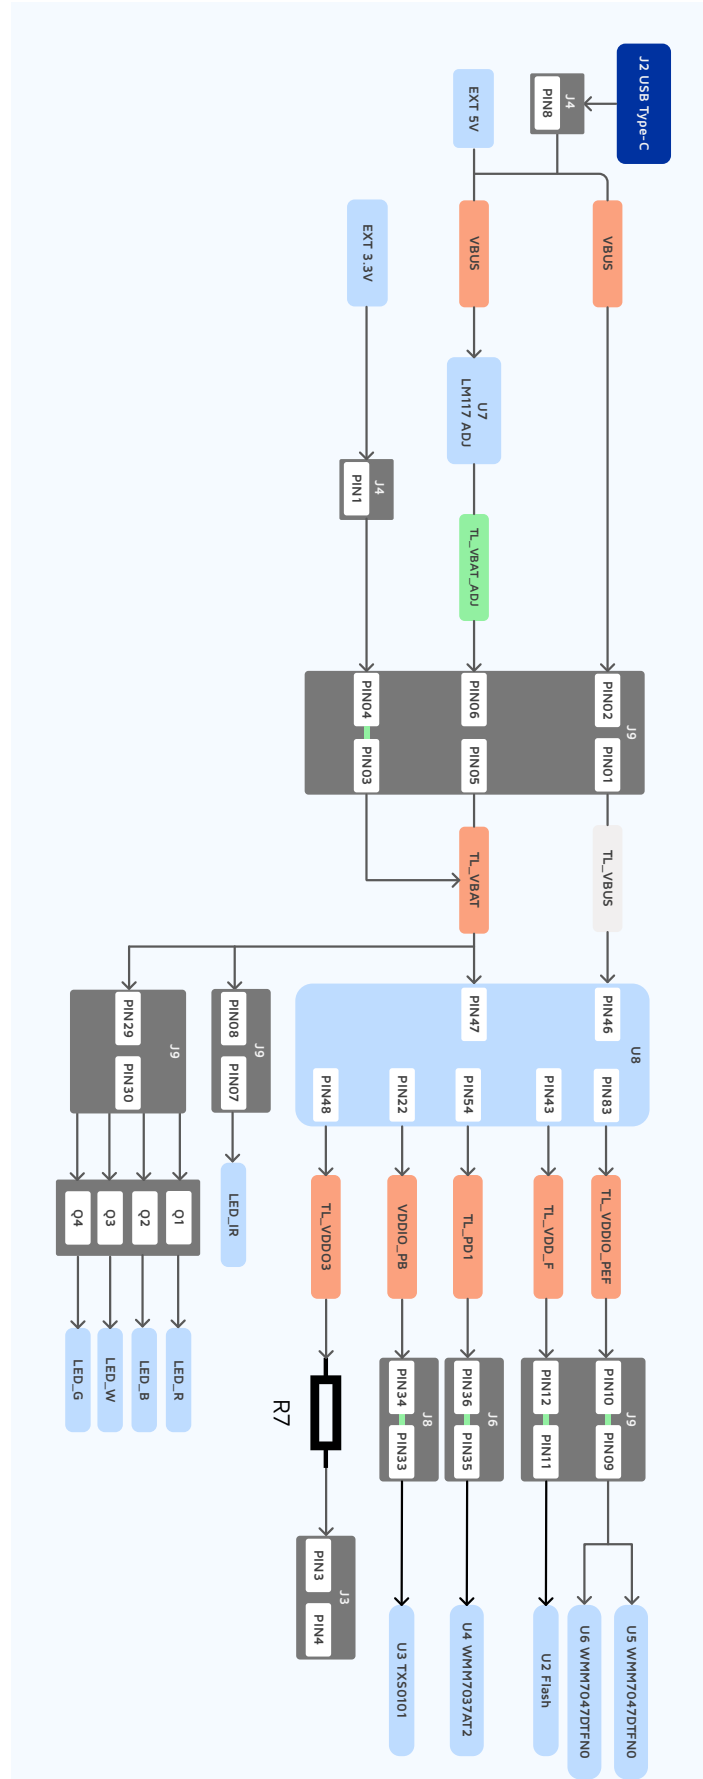 J2 USB Type-C
J4
PIN8
EXT 5V
VBUS
VBUS
EXT 3.3V
U7
LM117 ADJ
J4
PIN1
TL_VBAT_ADJ
J9
PIN02
PIN01
PIN06
PIN05
PIN04
PIN03
TL_VBUS
TL_VBAT
U8
PIN46
PIN47
PIN83
PIN43
PIN54
PIN22
PIN48
J9
PIN08
PIN07
J9
PIN29
PIN30
LED_IR
Q1
Q2
Q3
Q4
LED_R
LED_B
LED_W
LED_G
TL_VDDIO_PEF
TL_VDD_F
TL_PD1
VDDIO_PB
TL_VDDO3
J9
PIN10
PIN09
PIN12
PIN11
J6
PIN36
PIN35
J8
PIN34
PIN33
R7
J3
PIN3
PIN4
U5 WMM7047DTFN0
U6 WMM7047DTFN0
U2 Flash
U4 WMM7037AT2
U3 TXS0101